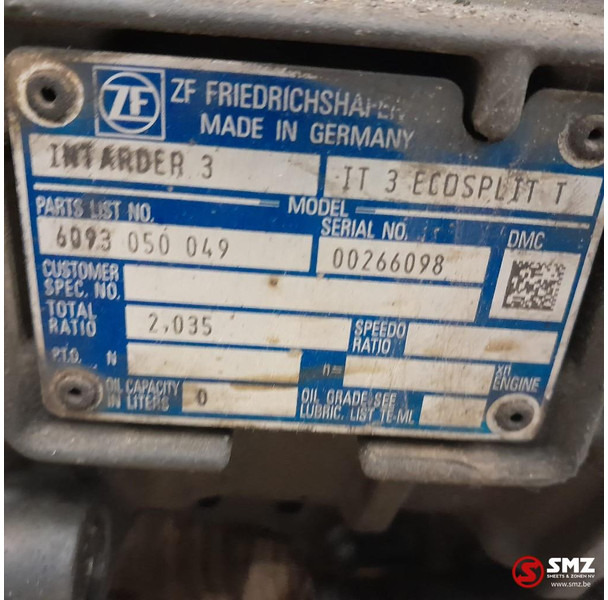 ZF
ZF FRIEDRICHSHAFEN
MADE IN GERMANY
INTARDER 3
IT 3 ECOSPLIT T
PARTS LIST NO.
MODEL
SERIAL NO.
DMC
6093 050 049
00266098
CUSTOMER
SPEC. NO.
TOTAL
RATIO
2,035
SPEEDO
RATIO
P.T.O. N
n=
xn
ENGINE
OIL CAPACITY
IN LITERS
0
OIL GRADE SEE
LUBRIC. LIST TE-ML
SMZ
SMEETS & ZONEN NV
www.smz.be